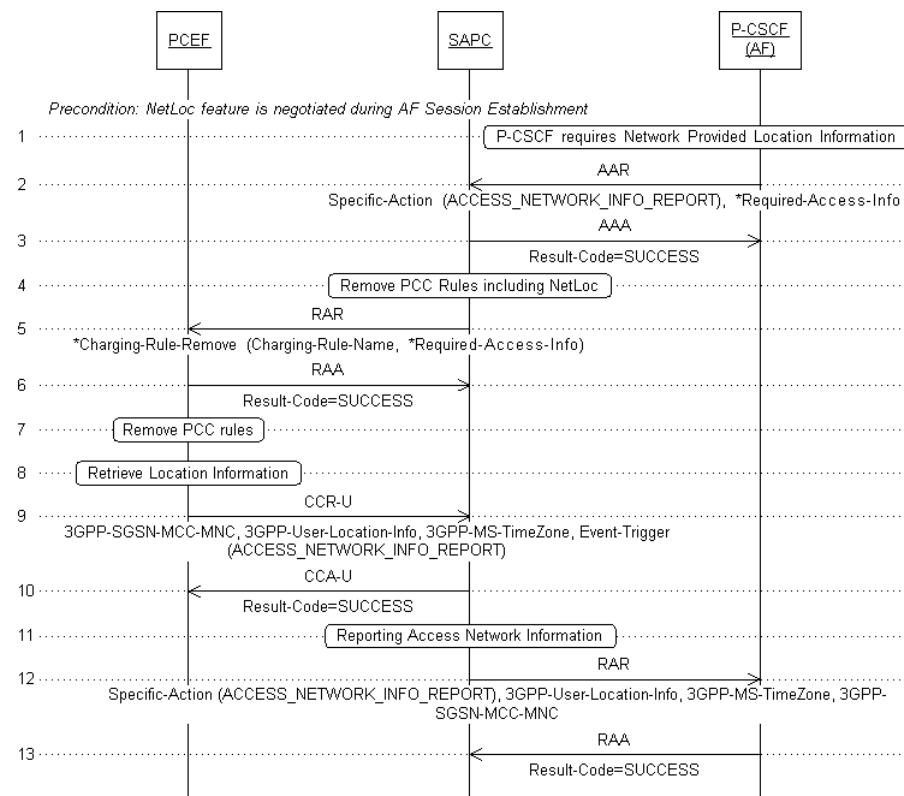 PCEF
SAPC
P-CSCF
(AF)
Precondition: NetLoc feature is negotiated during AF Session Establishment
1
P-CSCF requires Network Provided Location Information
AAR
2
Specific-Action (ACCESS_NETWORK_INFO_REPORT), *Required-Access-Info
AAA
3
Result-Code=SUCCESS
4
Remove PCC Rules including NetLoc
RAR
5
*Charging-Rule-Remove (Charging-Rule-Name, *Required-Access-Info)
RAA
6
Result-Code=SUCCESS
7
Remove PCC rules
8
Retrieve Location Information
CCR-U
9
3GPP-SGSN-MCC-MNC, 3GPP-User-Location-Info, 3GPP-MS-TimeZone, Event-Trigger
(ACCESS_NETWORK_INFO_REPORT)
CCA-U
10
Result-Code=SUCCESS
11
Reporting Access Network Information
RAR
12
Specific-Action (ACCESS_NETWORK_INFO_REPORT), 3GPP-User-Location-Info, 3GPP-MS-TimeZone, 3GPP-
SGSN-MCC-MNC
RAA
13
Result-Code=SUCCESS